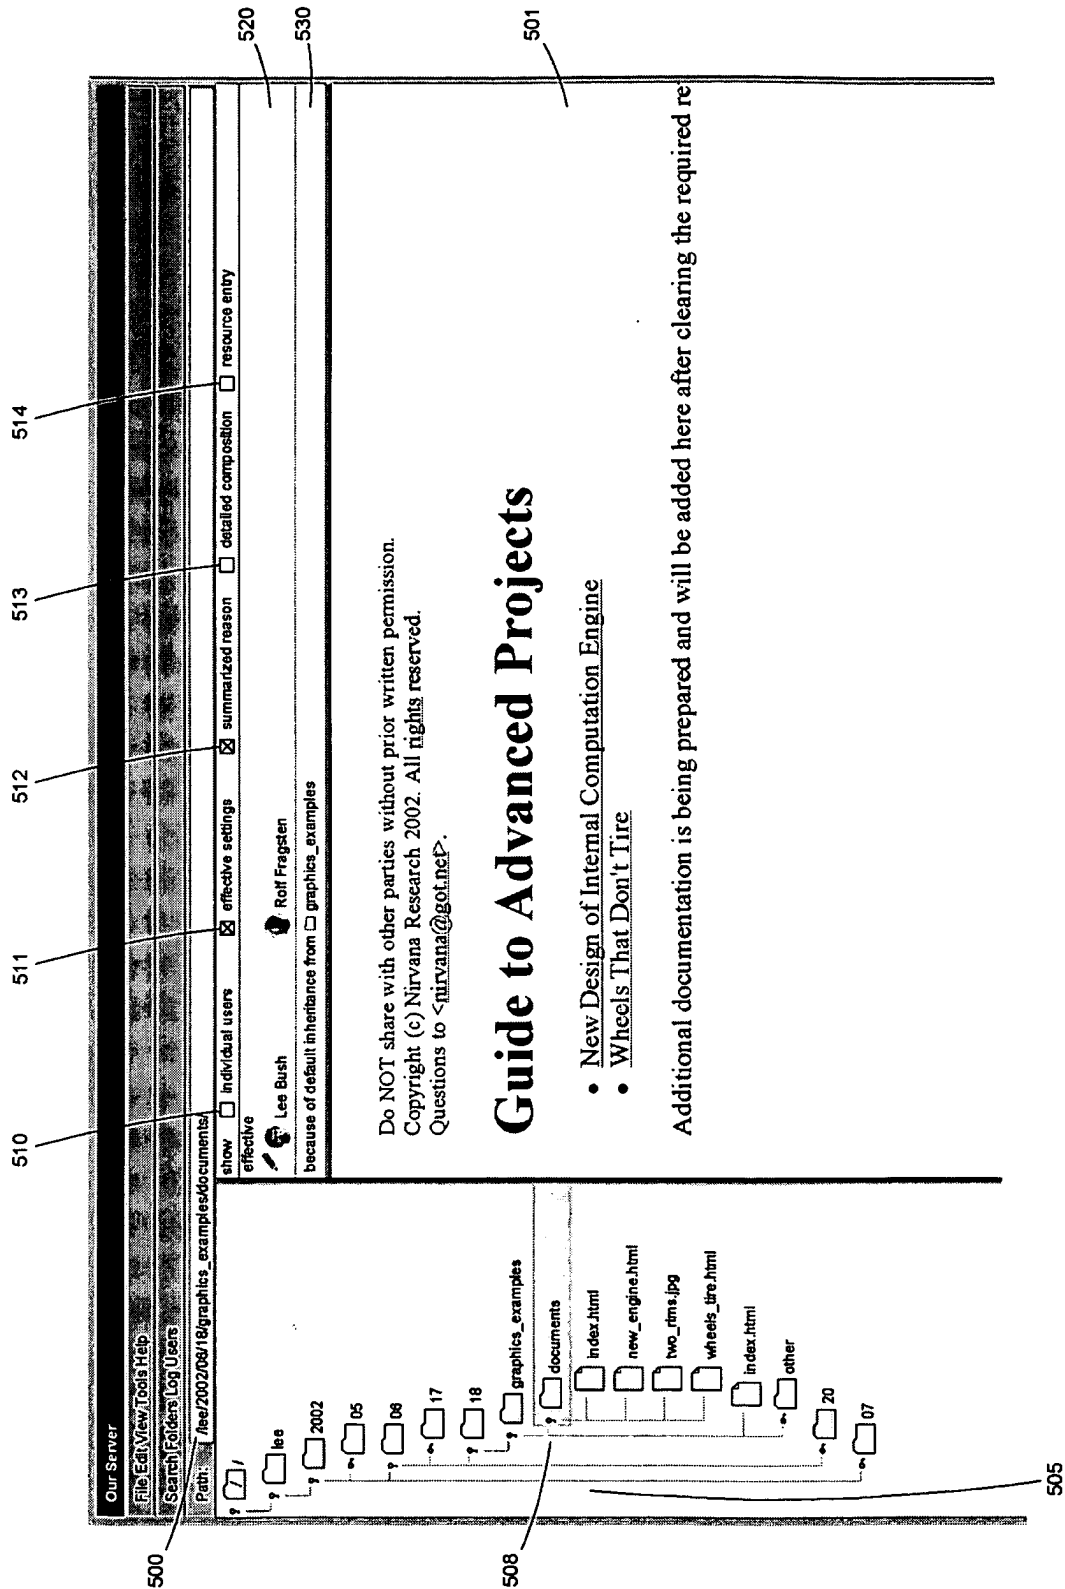 Our Server
File Edit View Tools Help
Search Folders Log Users
Path: /lee/2002/06/18/graphics_examples/documents/
show individual users effective settings summarized reason detailed composition resource entry
effective
Lee Bush Rolf Fragsten
because of default inheritance from graphics_examples
/ /
lee
2002
05
06
17
18
graphics_examples
documents
index.html
new_engine.html
two_rims.jpg
wheels_tire.html
index.html
other
20
07
Do NOT share with other parties without prior written permission.
Copyright (c) Nirvana Research 2002. All rights reserved.
Questions to <nirvana@got.net>.
Guide to Advanced Projects
• New Design of Internal Computation Engine
• Wheels That Don't Tire
Additional documentation is being prepared and will be added here after clearing the required re
500
510
511
512
513
514
520
530
501
508
505